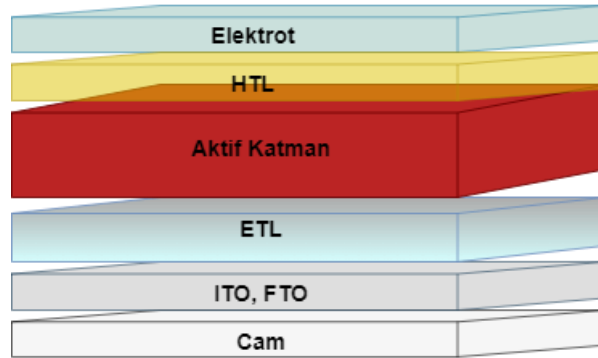 Elektrot
HTL
Aktif Katman
ETL
ITO, FTO
Cam